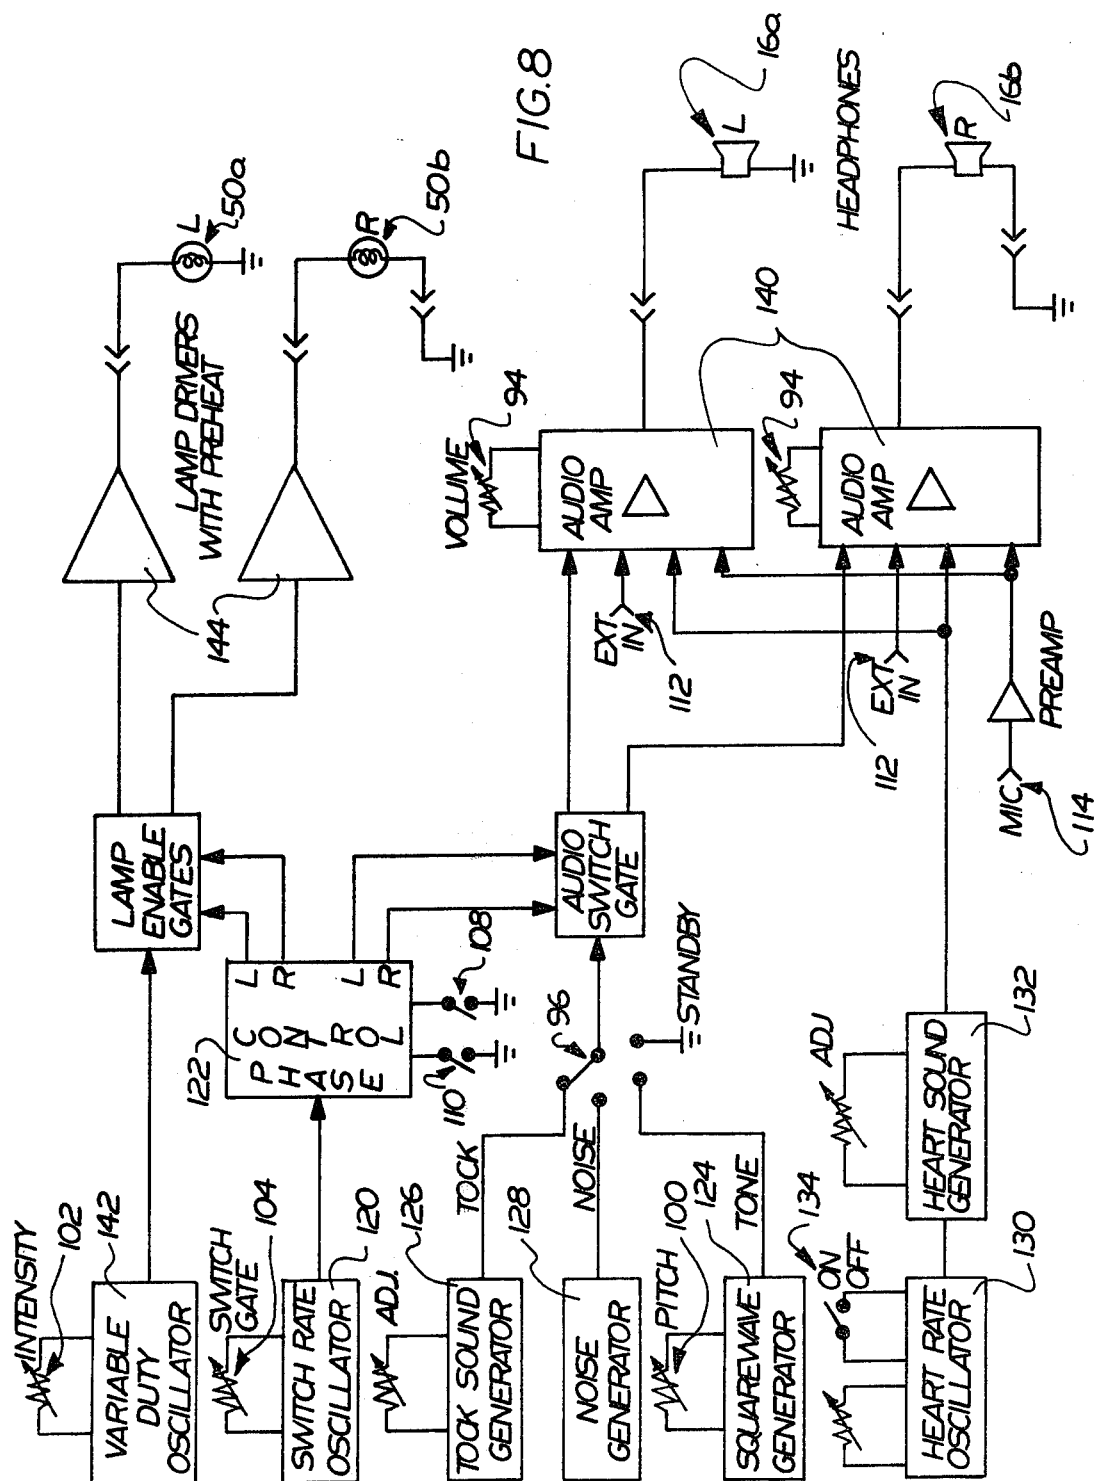 FIG.8
INTENSITY
102
142
VARIABLE
DUTY
OSCILLATOR
LAMP
ENABLE
GATES
144
LAMP DRIVERS
WITH PREHEAT
L
50a
R
50b
SWITCH
GATE
104
120
SWITCH RATE
OSCILLATOR
122
PHASE
CONTROL
L
R
L
R
110
108
ADJ.
126
TOCK SOUND
GENERATOR
TOCK
96
AUDIO
SWITCH
GATE
128
NOISE
GENERATOR
NOISE
STANDBY
PITCH
100
124
SQUAREWAVE
GENERATOR
TONE
VOLUME
94
AUDIO
AMP
140
EXT
IN
112
L
16a
94
AUDIO
AMP
EXT
IN
112
HEADPHONES
R
16b
134
ON
OFF
130
HEART RATE
OSCILLATOR
ADJ
132
HEART SOUND
GENERATOR
MIC
114
PREAMP